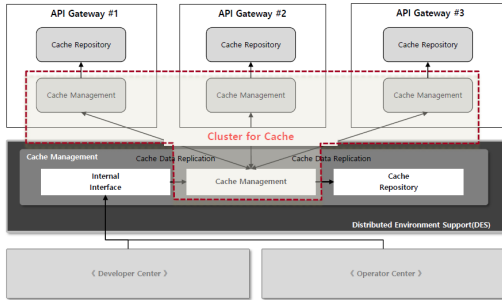 API Gateway #1
API Gateway #2
API Gateway #3
Cache Repository
Cache Repository
Cache Repository
Cache Management
Cache Management
Cache Management
Cluster for Cache
Cache Management
Cache Data Replication
Cache Data Replication
Internal
Interface
Cache Management
Cache
Repository
Distributed Environment Support(DES)
《 Developer Center 》
《 Operator Center 》